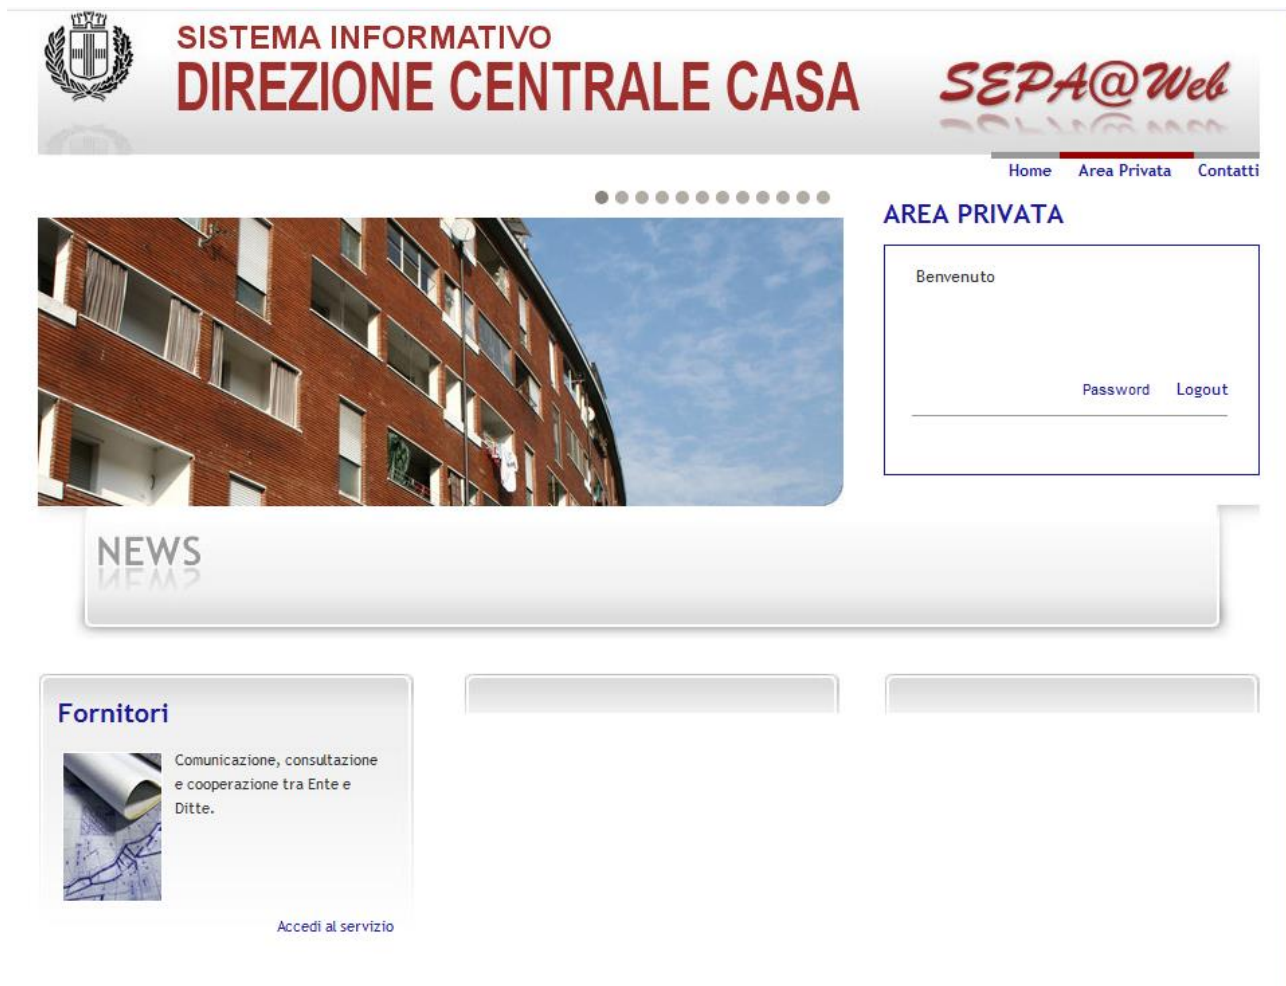 SISTEMA INFORMATIVO
DIREZIONE CENTRALE CASA
SEPA@Web
Home Area Privata Contatti
AREA PRIVATA
Benvenuto
Password Logout
NEWS
Fornitori
Comunicazione, consultazione
e cooperazione tra Ente e
Ditte.
Accedi al servizio